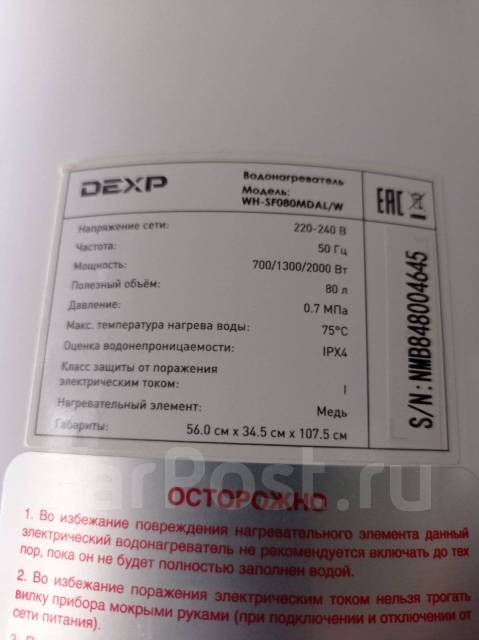 DEXP
Водонагреватель
Модель:
WH-SF080MDAL/W
EAC
Напряжение сети: 220-240 В
Частота: 50 Гц
Мощность: 700/1300/2000 Вт
Полезный объём: 80 л
Давление: 0.7 МПа
Макс. температура нагрева воды: 75°C
Оценка водонепроницаемости: IPX4
Класс защиты от поражения
электрическим током: I
Нагревательный элемент: Медь
Габариты: 56.0 см x 34.5 см x 107.5 см
S/N: NMB848004645
farPost.ru
ОСТОРОЖНО
1. Во избежание повреждения нагревательного элемента данный
электрический водонагреватель не рекомендуется включать до тех
пор, пока он не будет полностью заполнен водой.
2. Во избежание поражения электрическим током нельзя трогать
вилку прибора мокрыми руками (при подключении и отключении от
сети питания).